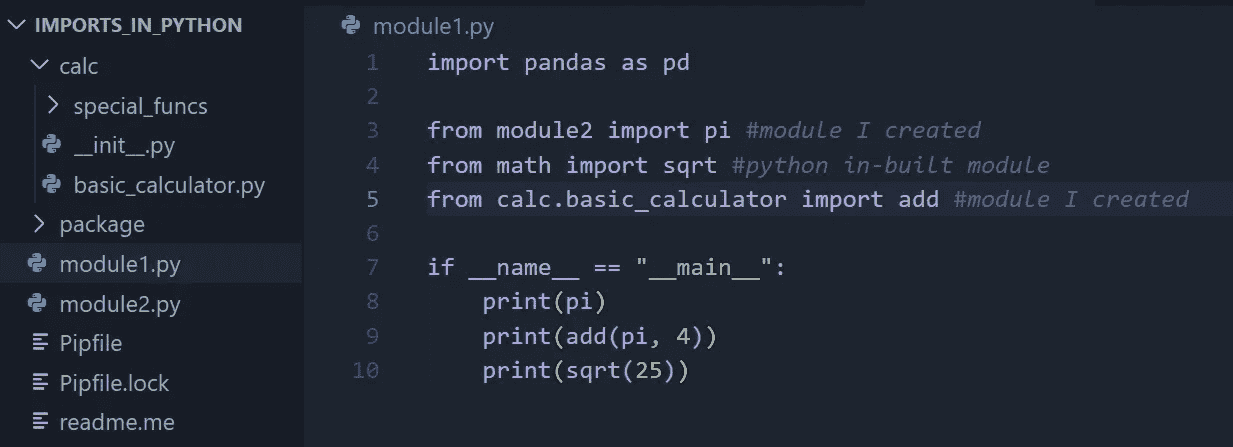 IMPORTS_IN_PYTHON
calc
special_funcs
__init__.py
basic_calculator.py
package
module1.py
module2.py
Pipfile
Pipfile.lock
readme.me
module1.py
1 import pandas as pd
2
3 from module2 import pi #module I created
4 from math import sqrt #python in-built module
5 from calc.basic_calculator import add #module I created
6
7 if __name__ == "__main__":
8     print(pi)
9     print(add(pi, 4))
10     print(sqrt(25))